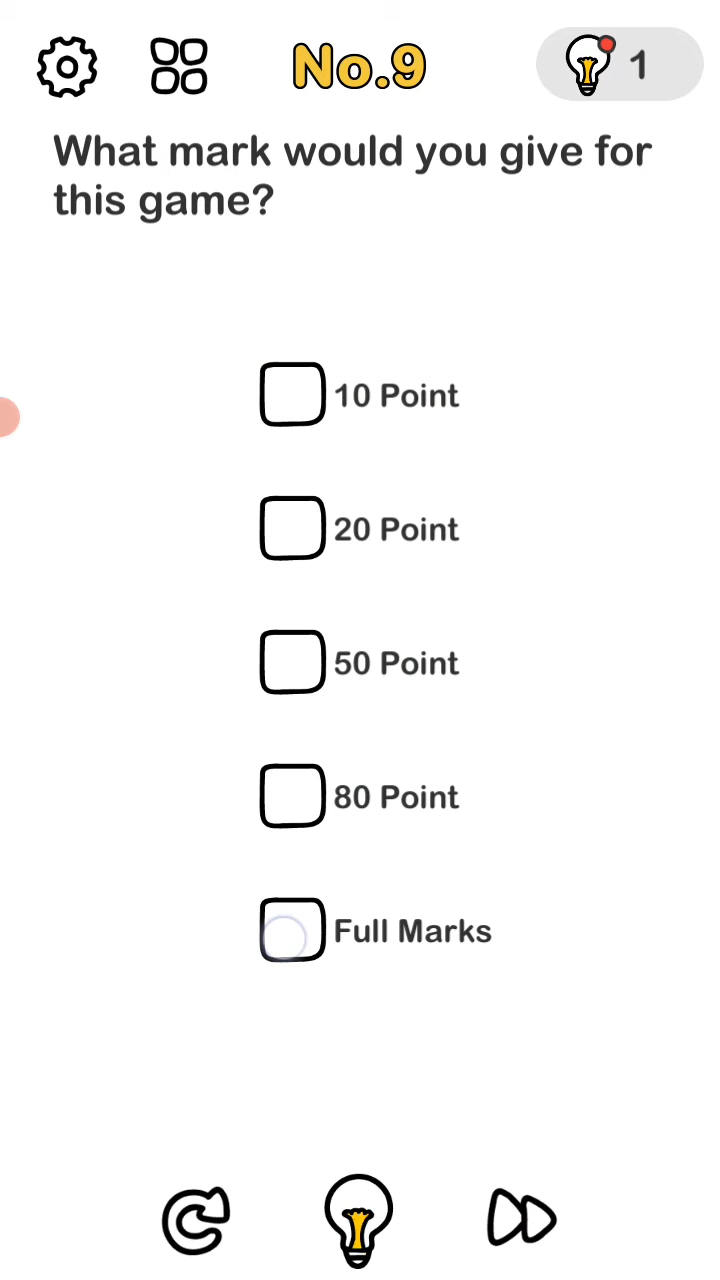 No.9
1
What mark would you give for
this game?
10 Point
20 Point
50 Point
80 Point
Full Marks